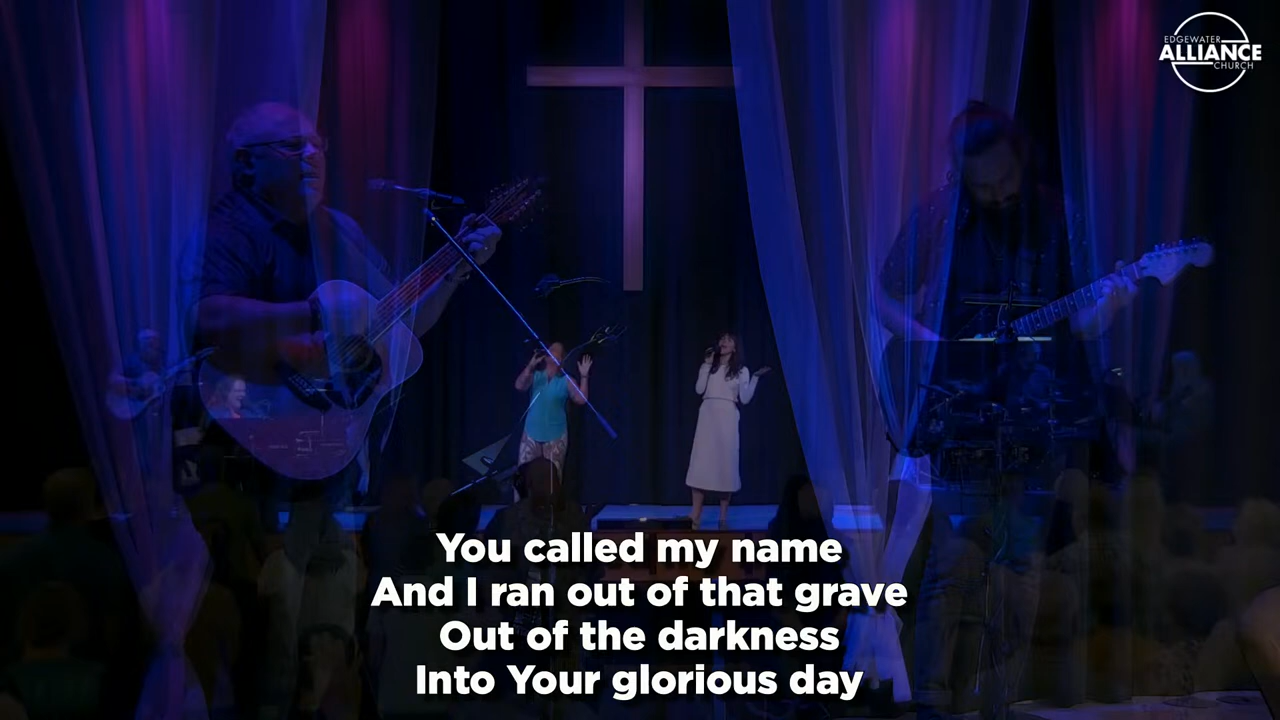 EDGEWATER
ALLIANCE
CHURCH
You called my name
And I ran out of that grave
Out of the darkness
Into Your glorious day